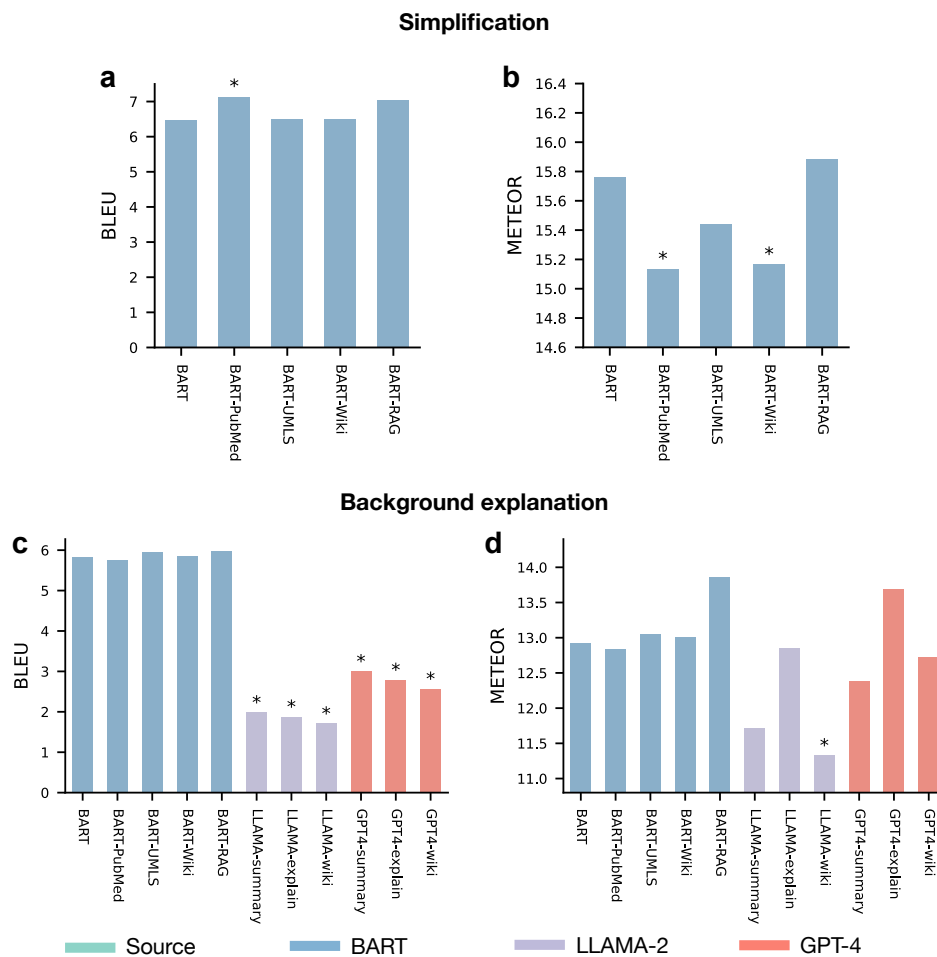 Simplification
a
b
*
7
6
5
4
3
2
1
0
BLEU
BART
BART-PubMed
BART-UMLS
BART-Wiki
BART-RAG
16.4
16.2
16.0
15.8
15.6
15.4
15.2
15.0
14.8
14.6
METEOR
*
*
BART
BART-PubMed
BART-UMLS
BART-Wiki
BART-RAG
Background explanation
c
d
6
5
4
3
2
1
0
BLEU
*
*
*
*
*
*
BART
BART-PubMed
BART-UMLS
BART-Wiki
BART-RAG
LLAMA-summary
LLAMA-explain
LLAMA-wiki
GPT4-summary
GPT4-explain
GPT4-wiki
14.0
13.5
13.0
12.5
12.0
11.5
11.0
METEOR
*
BART
BART-PubMed
BART-UMLS
BART-Wiki
BART-RAG
LLAMA-summary
LLAMA-explain
LLAMA-wiki
GPT4-summary
GPT4-explain
GPT4-wiki
Source
BART
LLAMA-2
GPT-4